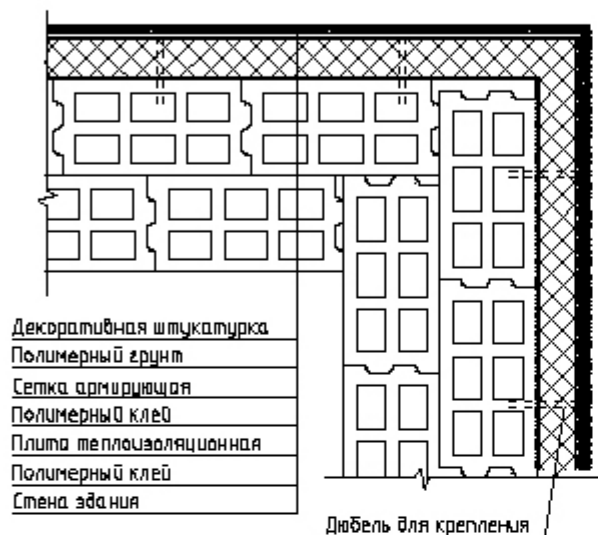 Декоративная штукатурка
Полимерный грунт
Сетка армирующая
Полимерный клей
Плита теплоизоляционная
Полимерный клей
Стена здания
Дюбель для крепления